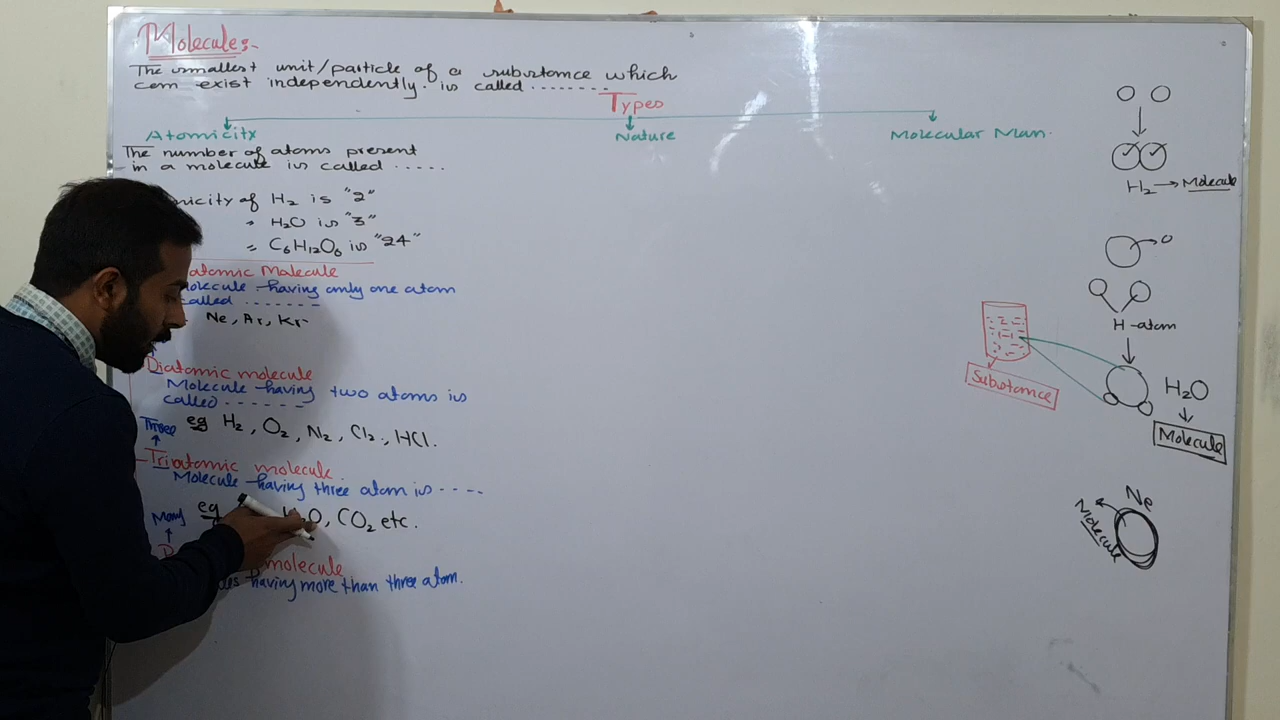 Molecules:-
The smallest unit/particle of a substance which
can exist independently. is called ........
Types
Atomicity
Nature
Molecular Man.
The number of atoms present
in a molecule is called .....
nicity of H₂ is "2"
" H₂O is "3"
" C₆H₁₂O₆ is "24"
atomic Molecule
olecule having only one atom
called .......
Ne, Ar, Kr-
Diatomic molecule
Molecule having two atoms is
called .......
eg H₂, O₂, N₂, Cl₂, HCl.
Three
Triatomic molecule.
Molecule having three atom is ----
eg
O, CO₂ etc.
Many
molecule
les having more than three atom.
H₂ → Molecule
O
H-atom
Substance
H₂O
Molecule
Ne
Molecule